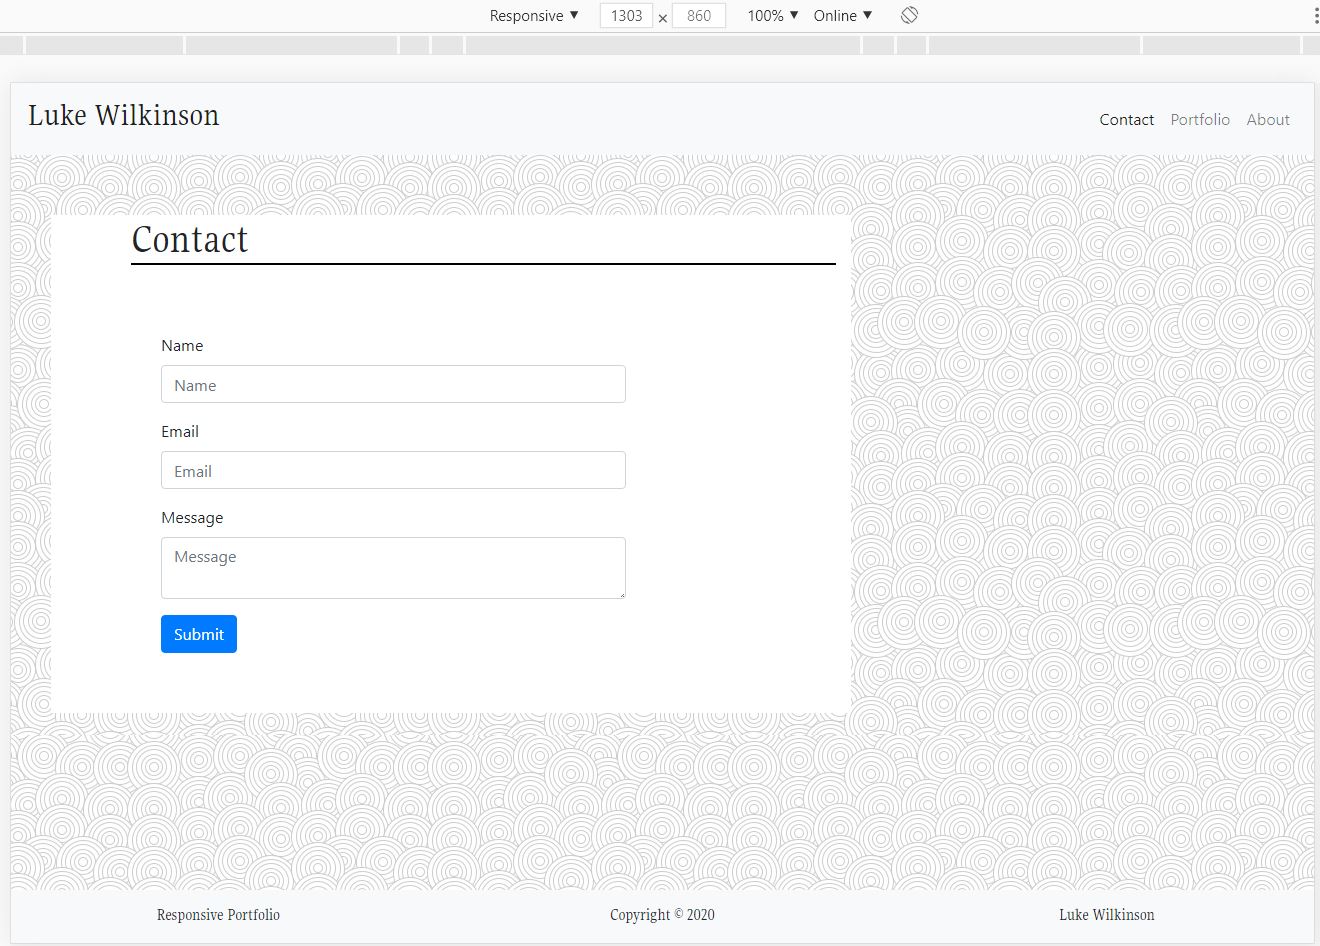 Responsive ▼ 1303 × 860 100% ▼ Online ▼
Luke Wilkinson
Contact Portfolio About
Contact
Name
Name
Email
Email
Message
Message
Submit
Responsive Portfolio Copyright © 2020 Luke Wilkinson